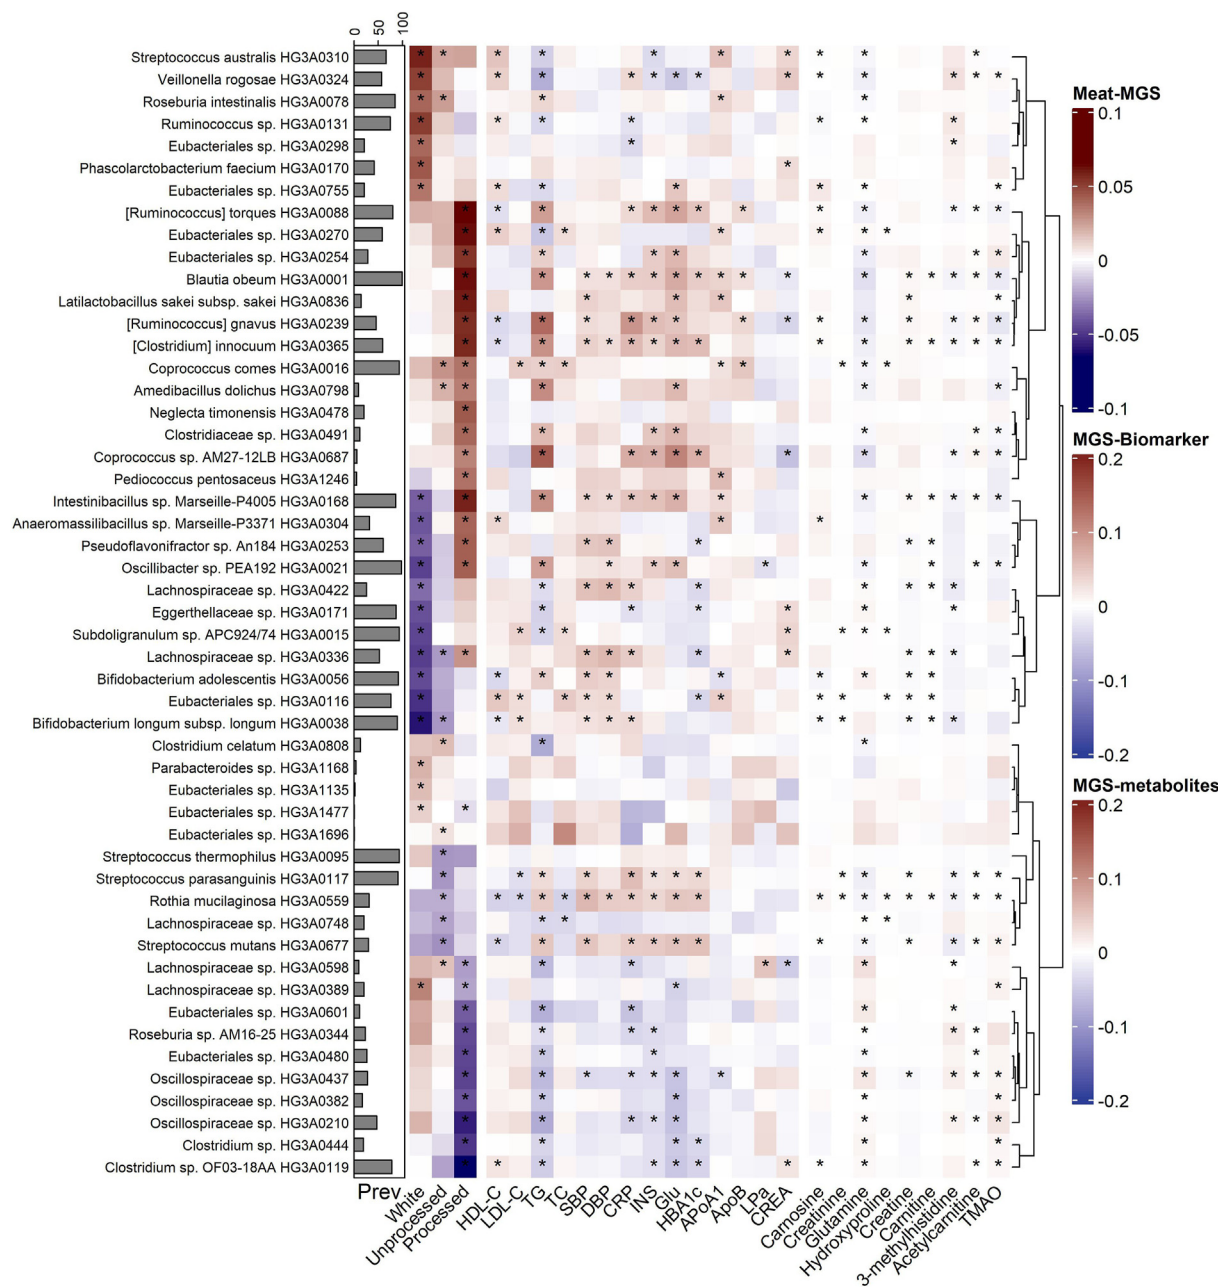 0
50
100
Streptococcus australis HG3A0310
Veillonella rogosae HG3A0324
Roseburia intestinalis HG3A0078
Ruminococcus sp. HG3A0131
Eubacteriales sp. HG3A0298
Phascolarctobacterium faecium HG3A0170
Eubacteriales sp. HG3A0755
[Ruminococcus] torques HG3A0088
Eubacteriales sp. HG3A0270
Eubacteriales sp. HG3A0254
Blautia obeum HG3A0001
Latilactobacillus sakei subsp. sakei HG3A0836
[Ruminococcus] gnavus HG3A0239
[Clostridium] innocuum HG3A0365
Coprococcus comes HG3A0016
Amedibacillus dolichus HG3A0798
Neglecta timonensis HG3A0478
Clostridiaceae sp. HG3A0491
Coprococcus sp. AM27-12LB HG3A0687
Pediococcus pentosaceus HG3A1246
Intestinibacillus sp. Marseille-P4005 HG3A0168
Anaeromassilibacillus sp. Marseille-P3371 HG3A0304
Pseudoflavonifractor sp. An184 HG3A0253
Oscillibacter sp. PEA192 HG3A0021
Lachnospiraceae sp. HG3A0422
Eggerthellaceae sp. HG3A0171
Subdoligranulum sp. APC924/74 HG3A0015
Lachnospiraceae sp. HG3A0336
Bifidobacterium adolescentis HG3A0056
Eubacteriales sp. HG3A0116
Bifidobacterium longum subsp. longum HG3A0038
Clostridium celatum HG3A0808
Parabacteroides sp. HG3A1168
Eubacteriales sp. HG3A1135
Eubacteriales sp. HG3A1477
Eubacteriales sp. HG3A1696
Streptococcus thermophilus HG3A0095
Streptococcus parasanguinis HG3A0117
Rothia mucilaginosa HG3A0559
Lachnospiraceae sp. HG3A0748
Streptococcus mutans HG3A0677
Lachnospiraceae sp. HG3A0598
Lachnospiraceae sp. HG3A0389
Eubacteriales sp. HG3A0601
Roseburia sp. AM16-25 HG3A0344
Eubacteriales sp. HG3A0480
Oscillospiraceae sp. HG3A0437
Oscillospiraceae sp. HG3A0382
Oscillospiraceae sp. HG3A0210
Clostridium sp. HG3A0444
Clostridium sp. OF03-18AA HG3A0119
Prev
White
Unprocessed
Processed
HDL-C
LDL-C
TG
TC
SBP
DBP
CRP
INS
Glu
HBA1c
APoA1
ApoB
LPa
CREA
Carnosine
Creatinine
Glutamine
Hydroxyproline
Creatine
Carnitine
3-methylhistidine
Acetylcarnitine
TMAO
Meat-MGS
0.1
0.05
0
-0.05
-0.1
MGS-Biomarker
0.2
0.1
0
-0.1
-0.2
MGS-metabolites
0.2
0.1
0
-0.1
-0.2